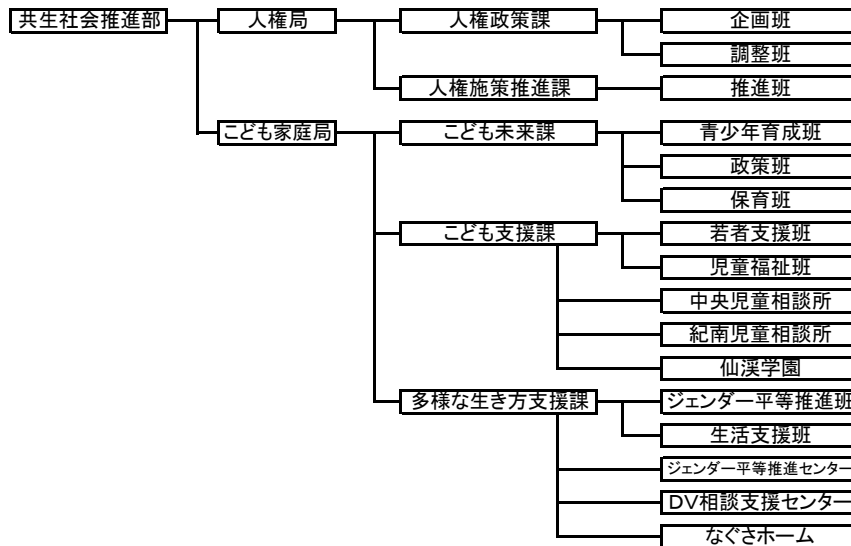 共生社会推進部 人権局 人権政策課 企画班
調整班
人権施策推進課 推進班
こども家庭局 こども未来課 青少年育成班
政策班
保育班
こども支援課 若者支援班
児童福祉班
中央児童相談所
紀南児童相談所
仙渓学園
多様な生き方支援課 ジェンダー平等推進班
生活支援班
ジェンダー平等推進センター
DV相談支援センター
なぐさホーム